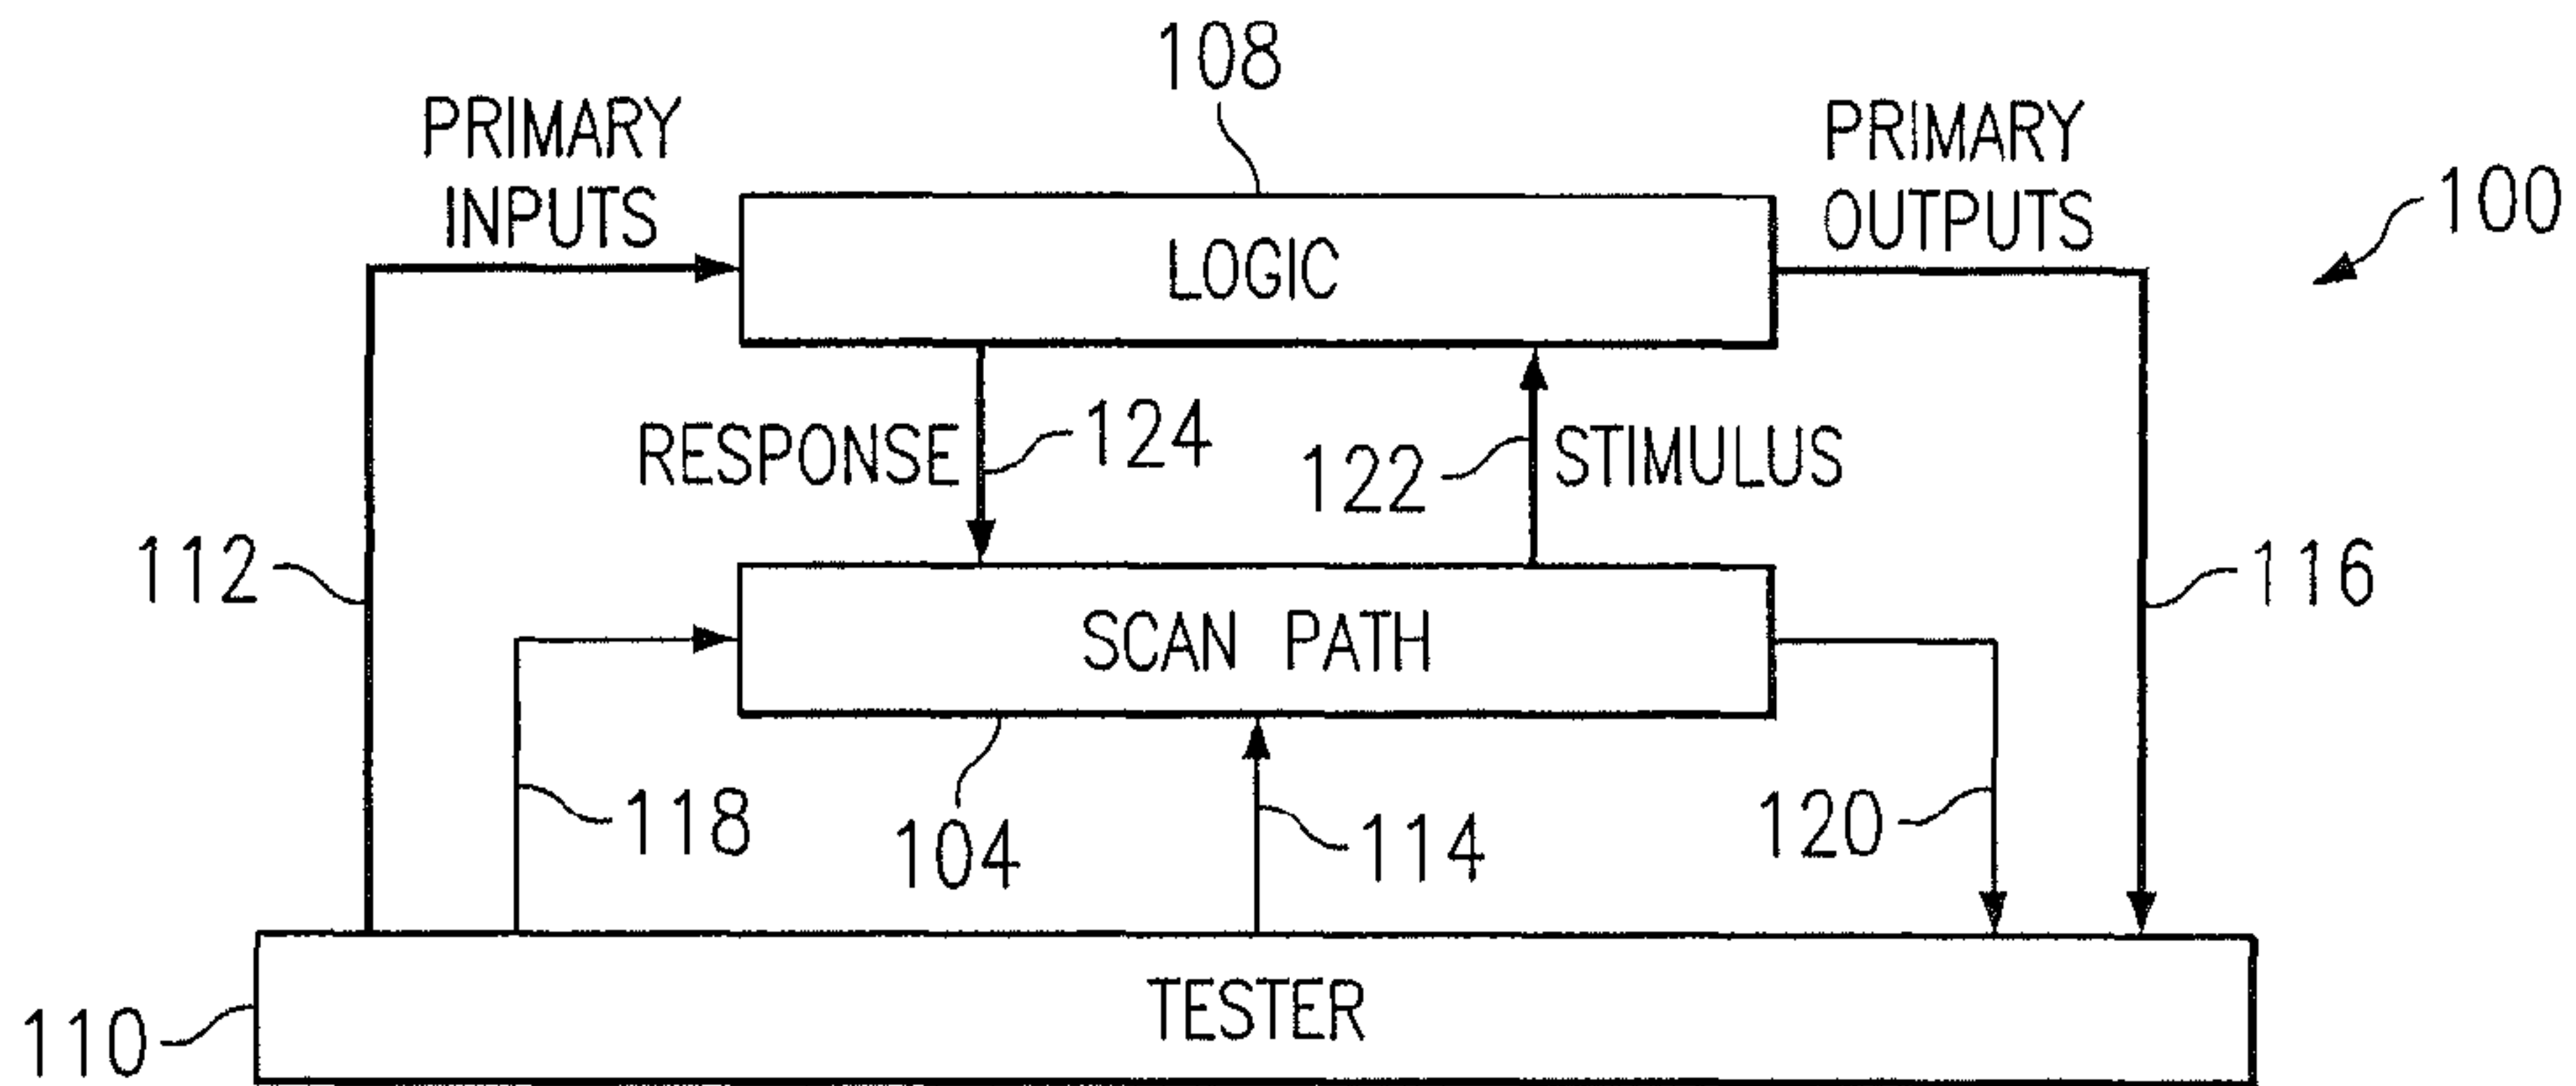 108
PRIMARY
INPUTS
PRIMARY
OUTPUTS
100
LOGIC
RESPONSE
124
122
STIMULUS
112
116
SCAN PATH
118
104
114
120
TESTER
110